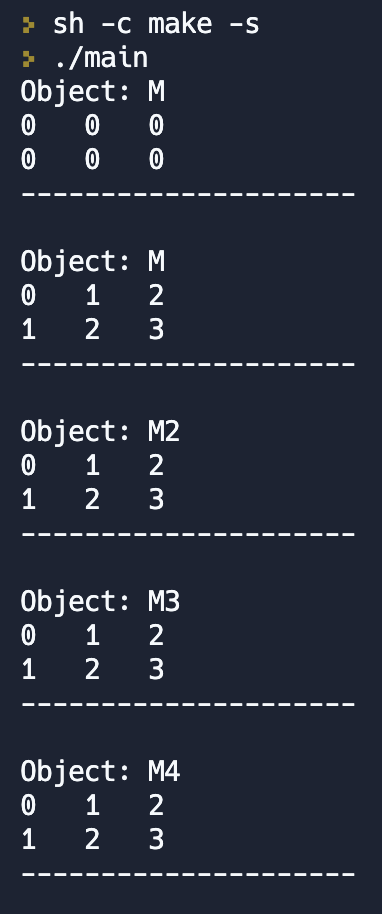 sh -c make -s
./main
Object: M
0   0   0
0   0   0
---------------------
Object: M
0   1   2
1   2   3
---------------------
Object: M2
0   1   2
1   2   3
---------------------
Object: M3
0   1   2
1   2   3
---------------------
Object: M4
0   1   2
1   2   3
---------------------